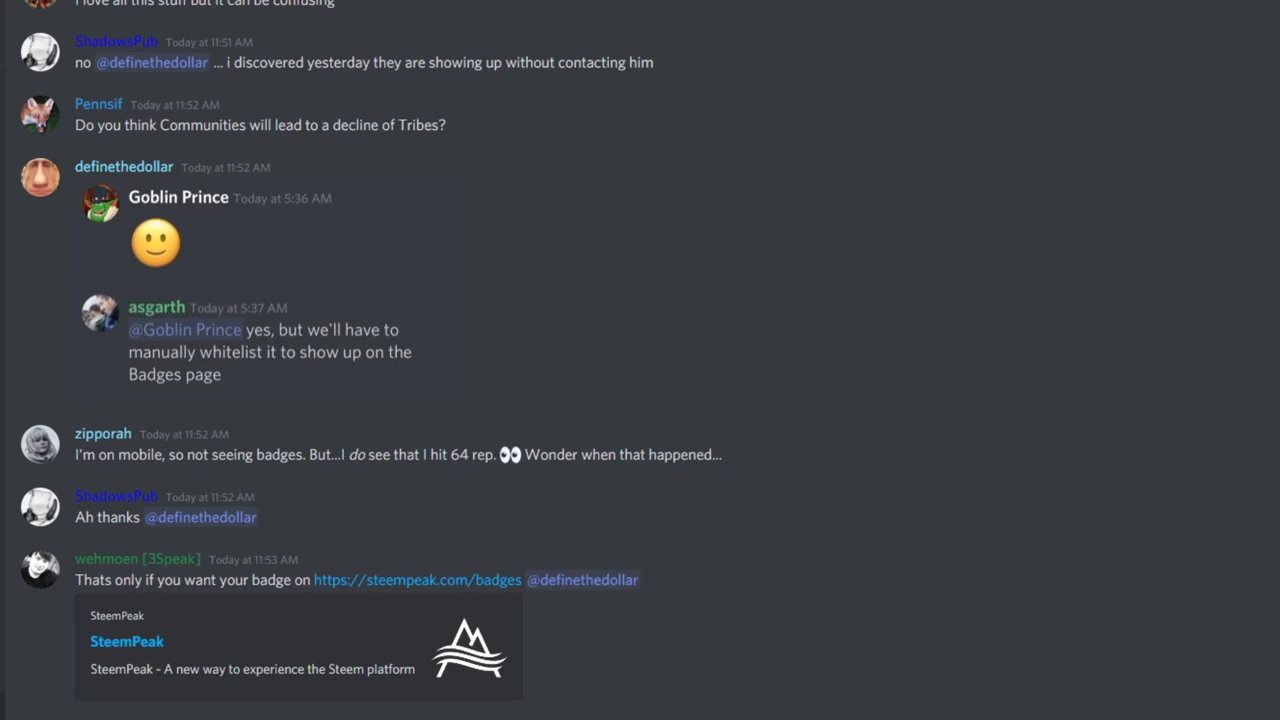 I love all this stuff but it can be confusing
ShadowsPub Today at 11:51 AM
no @definethedollar ... i discovered yesterday they are showing up without contacting him
Pennsif Today at 11:52 AM
Do you think Communities will lead to a decline of Tribes?
definethedollar Today at 11:52 AM
Goblin Prince Today at 5:36 AM
asgarth Today at 5:37 AM
@Goblin Prince yes, but we'll have to
manually whitelist it to show up on the
Badges page
zipporah Today at 11:52 AM
I'm on mobile, so not seeing badges. But...I do see that I hit 64 rep. 👀 Wonder when that happened...
ShadowsPub Today at 11:52 AM
Ah thanks @definethedollar
wehmoen [3Speak] Today at 11:53 AM
Thats only if you want your badge on https://steempeak.com/badges @definethedollar
SteemPeak
SteemPeak
SteemPeak - A new way to experience the Steem platform